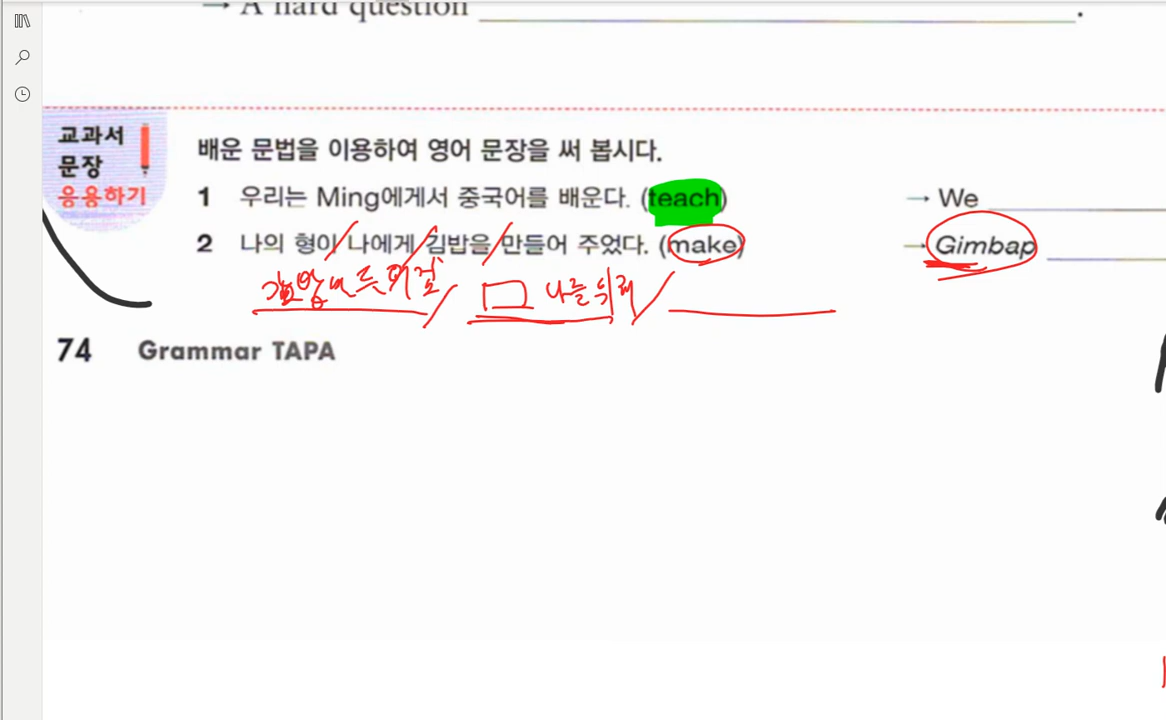 → A hard question .
교과서
문장
응용하기
배운 문법을 이용하여 영어 문장을 써 봅시다.
1 우리는 Ming에게서 중국어를 배운다. (teach) → We
2 나의 형이/나에게/김밥을/만들어 주었다. (make) → Gimbap
나를 위해
74 Grammar TAPA